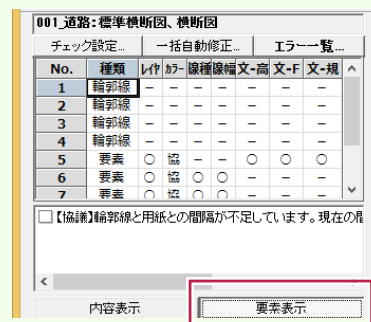 001_道路:標準横断図、横断図
チェック設定... 一括自動修正... エラー一覧...
No. 種類 ﾚｲﾔ ｶﾗｰ 線種 線幅 文-高 文-F 文-規
1 輪郭線 － － － － － － －
2 輪郭線 － － － － － － －
3 輪郭線 － － － － － － －
4 輪郭線 － － － － － － －
5 要素 ○ 協 － － ○ ○ ○
6 要素 ○ 協 ○ ○ － － －
7 要素 ○ 協 ○ ○ － － －
【協議】輪郭線と用紙との間隔が不足しています。現在の
内容表示 要素表示